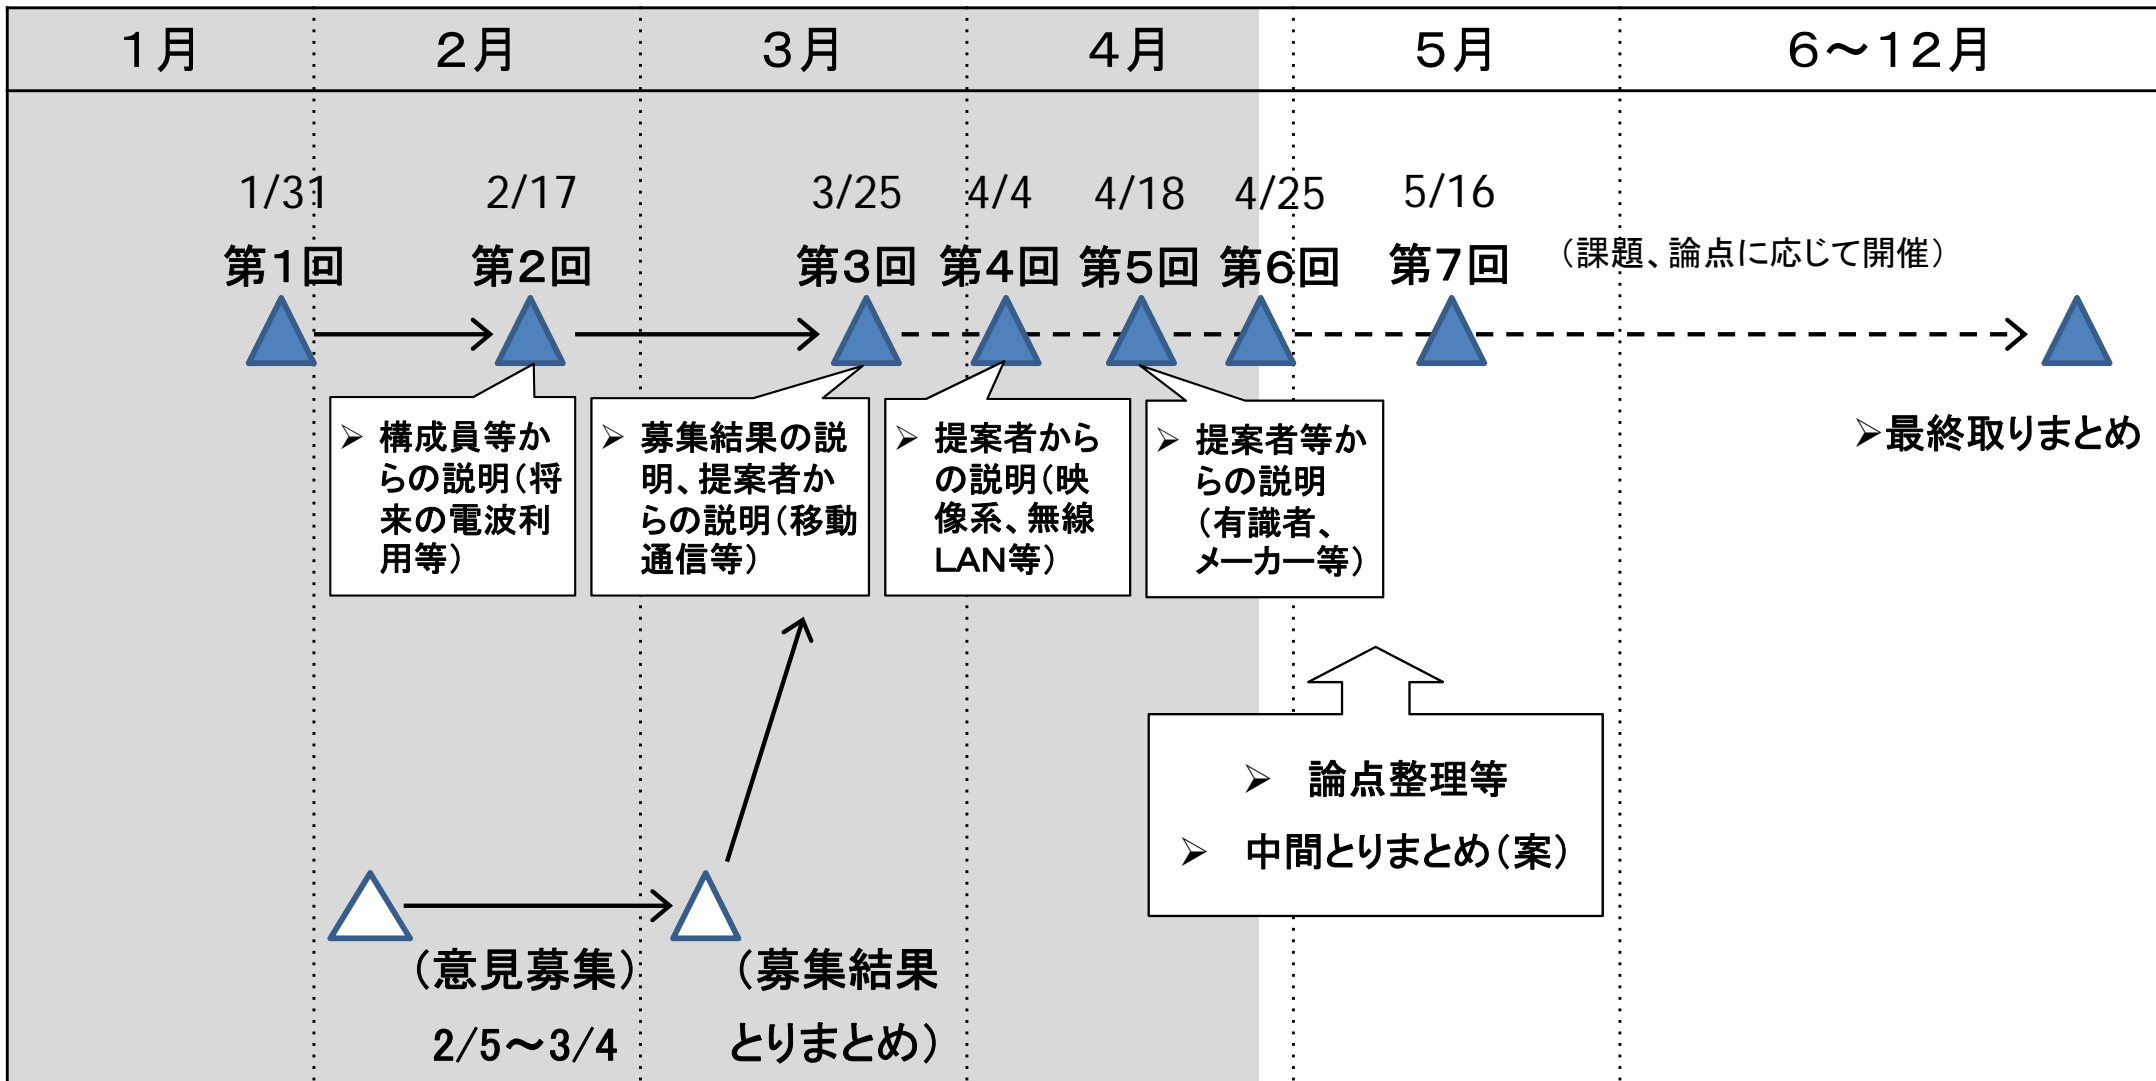 1月 2月 3月 4月 5月 6～12月
1/31 2/17 3/25 4/4 4/18 4/25 5/16
第1回 第2回 第3回 第4回 第5回 第6回 第7回 （課題、論点に応じて開催）
➢ 構成員等か
らの説明（将
来の電波利
用等）
➢ 募集結果の説
明、提案者か
らの説明（移動
通信等）
➢ 提案者から
の説明（映
像系、無線
LAN等）
➢ 提案者等か
らの説明
（有識者、
メーカー等）
➢最終取りまとめ
➢ 論点整理等
➢ 中間とりまとめ（案）
（意見募集）
2/5～3/4
（募集結果
とりまとめ）